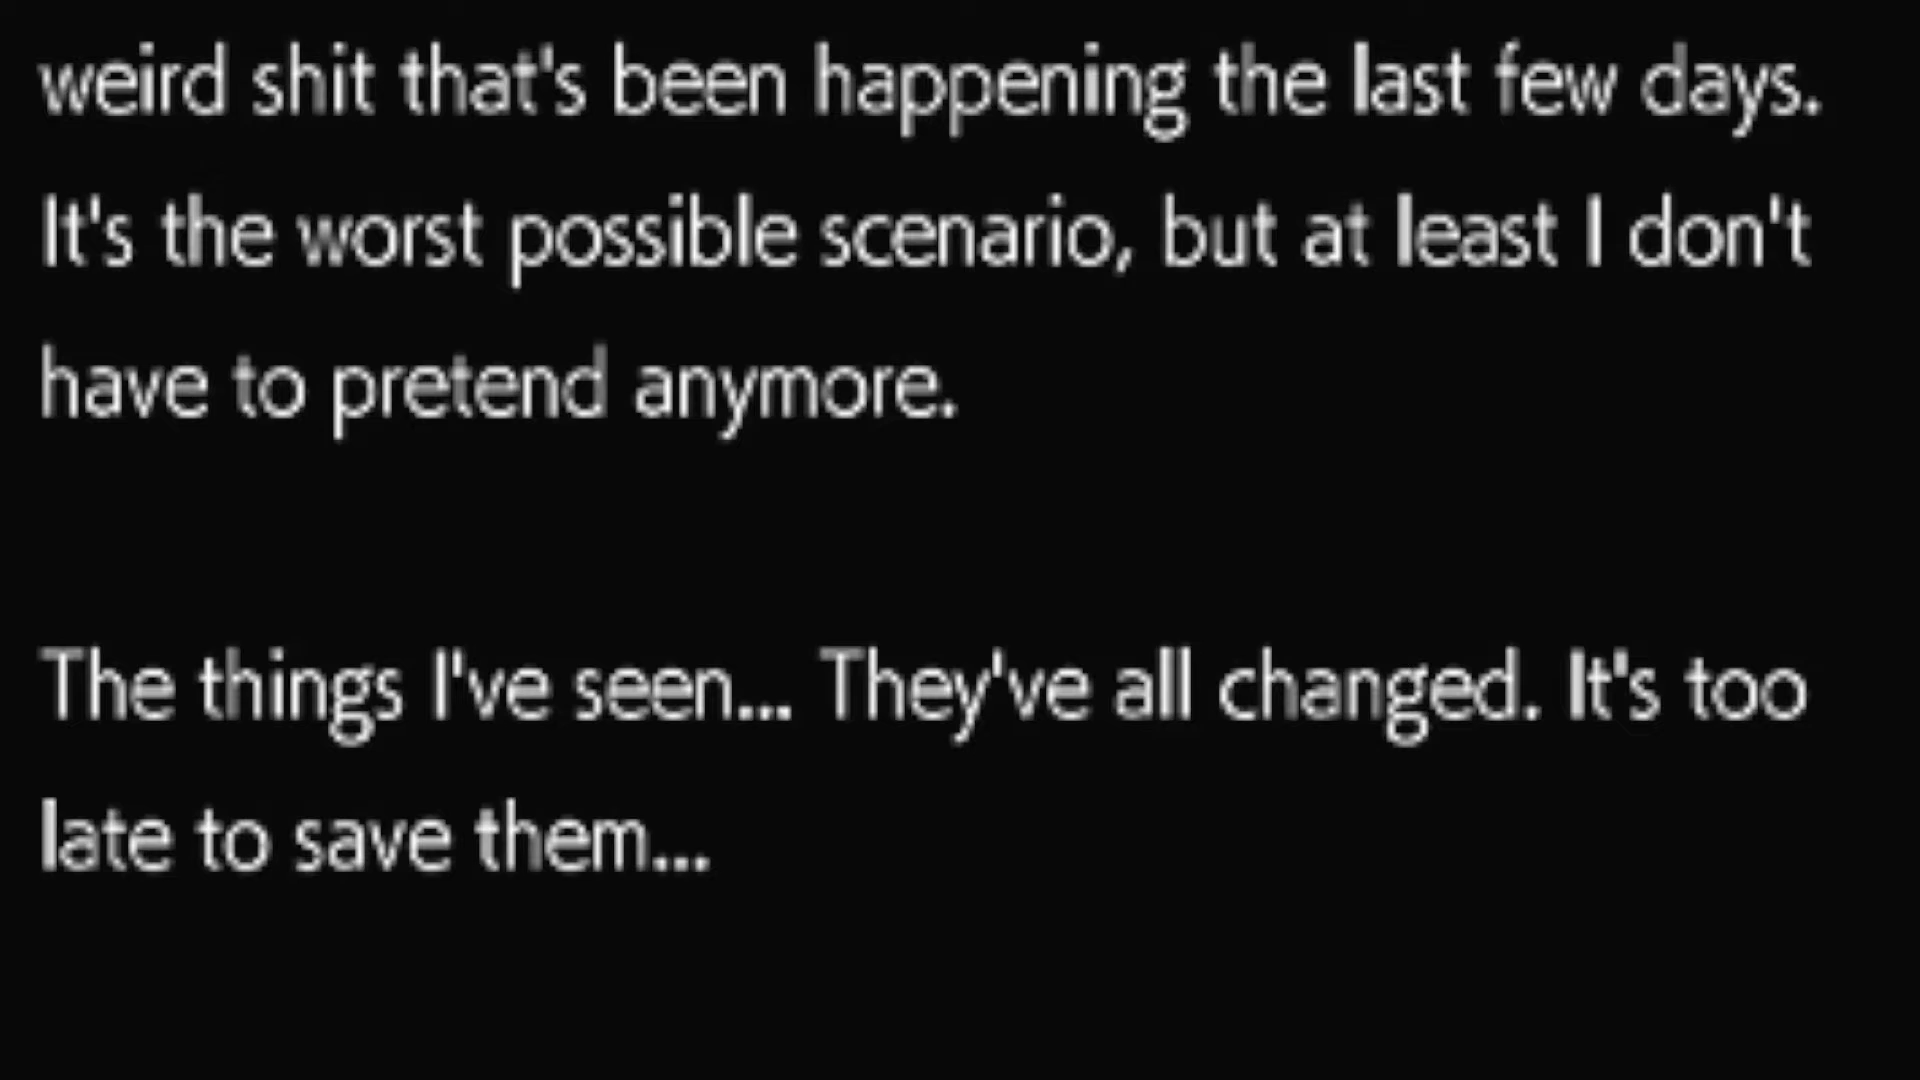 weird shit that's been happening the last few days.
It's the worst possible scenario, but at least I don't
have to pretend anymore.
The things I've seen... They've all changed. It's too
late to save them...